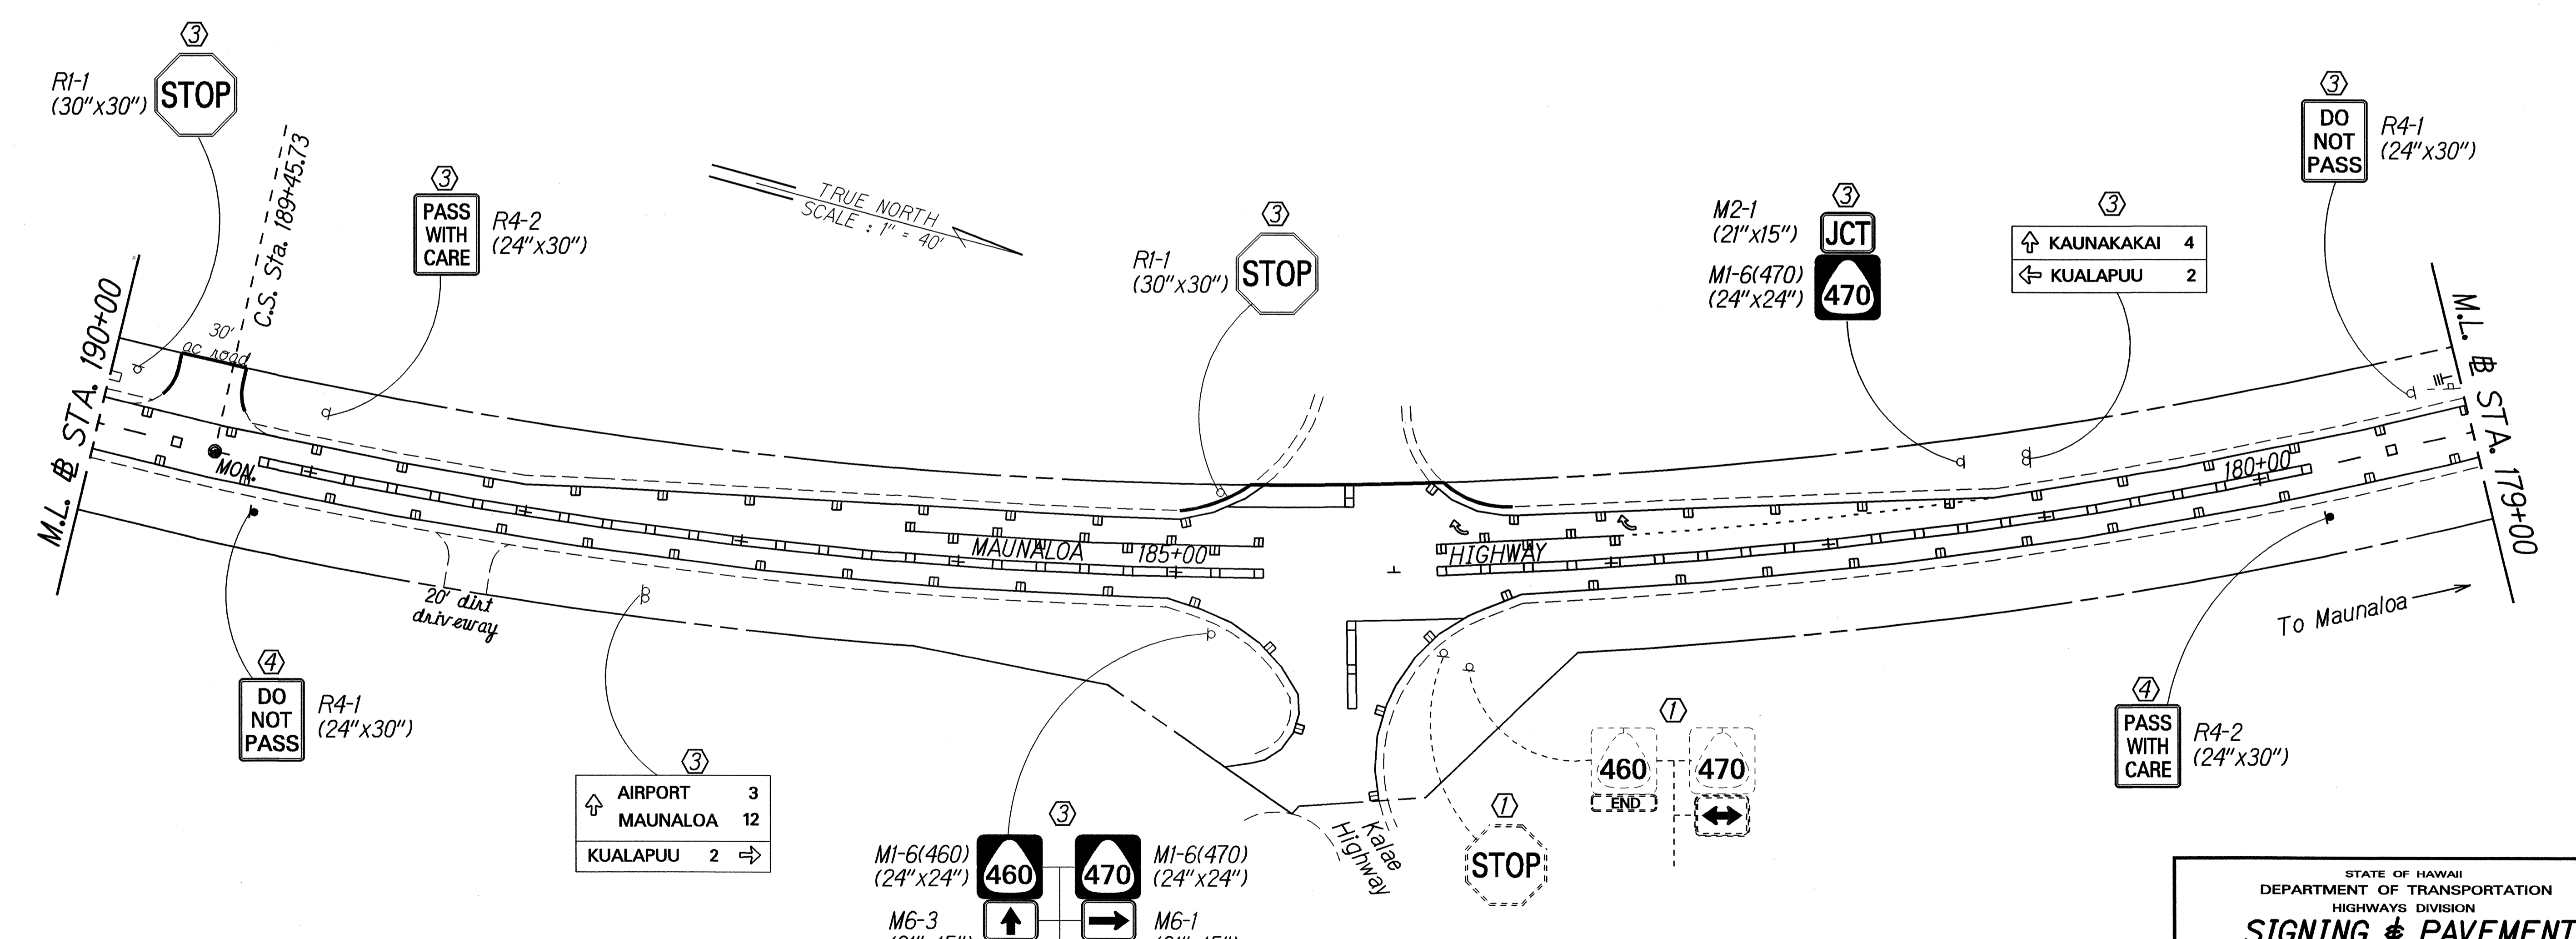 3
R1-1
(30"x30")
STOP
C.S. Sta. 189+45.73
3
PASS
WITH
CARE
R4-2
(24"x30")
TRUE NORTH
SCALE : 1" = 40'
3
R1-1
(30"x30")
STOP
3
M2-1
(21"x15")
JCT
M1-6(470)
(24"x24")
470
3
KAUNAKAKAI 4
KUALAPUU 2
3
DO
NOT
PASS
R4-1
(24"x30")
M.L. B STA. 190+00
30'
ac road
MON.
MAUNALOA 185+00
HIGHWAY
180+00
M.L. B STA. 179+00
To Maunaloa
20' dirt
driveway
4
DO
NOT
PASS
R4-1
(24"x30")
3
AIRPORT 3
MAUNALOA 12
KUALAPUU 2
3
M1-6(460)
(24"x24")
460
470
M1-6(470)
(24"x24")
M6-3
M6-1
Kalae
Highway
1
STOP
1
460
END
470
4
PASS
WITH
CARE
R4-2
(24"x30")
STATE OF HAWAII
DEPARTMENT OF TRANSPORTATION
HIGHWAYS DIVISION
SIGNING & PAVEMENT